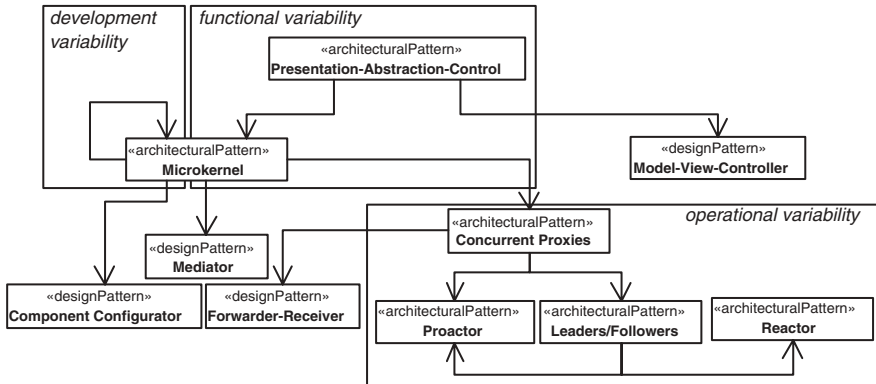 development
variability
functional variability
«architecturalPattern»
Presentation-Abstraction-Control
«architecturalPattern»
Microkernel
«designPattern»
Model-View-Controller
operational variability
«architecturalPattern»
Concurrent Proxies
«designPattern»
Mediator
«designPattern»
Component Configurator
«designPattern»
Forwarder-Receiver
«architecturalPattern»
Proactor
«architecturalPattern»
Leaders/Followers
«architecturalPattern»
Reactor